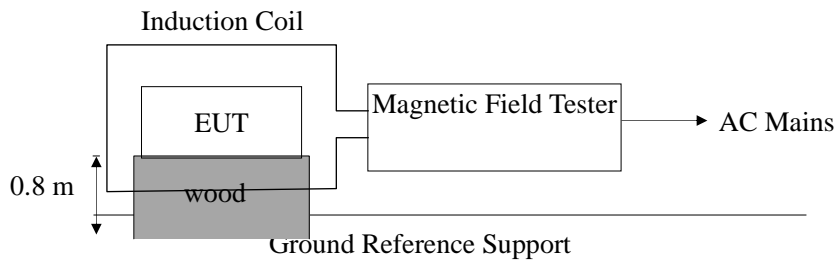 Induction Coil
Magnetic Field Tester
EUT
AC Mains
0.8 m
wood
Ground Reference Support